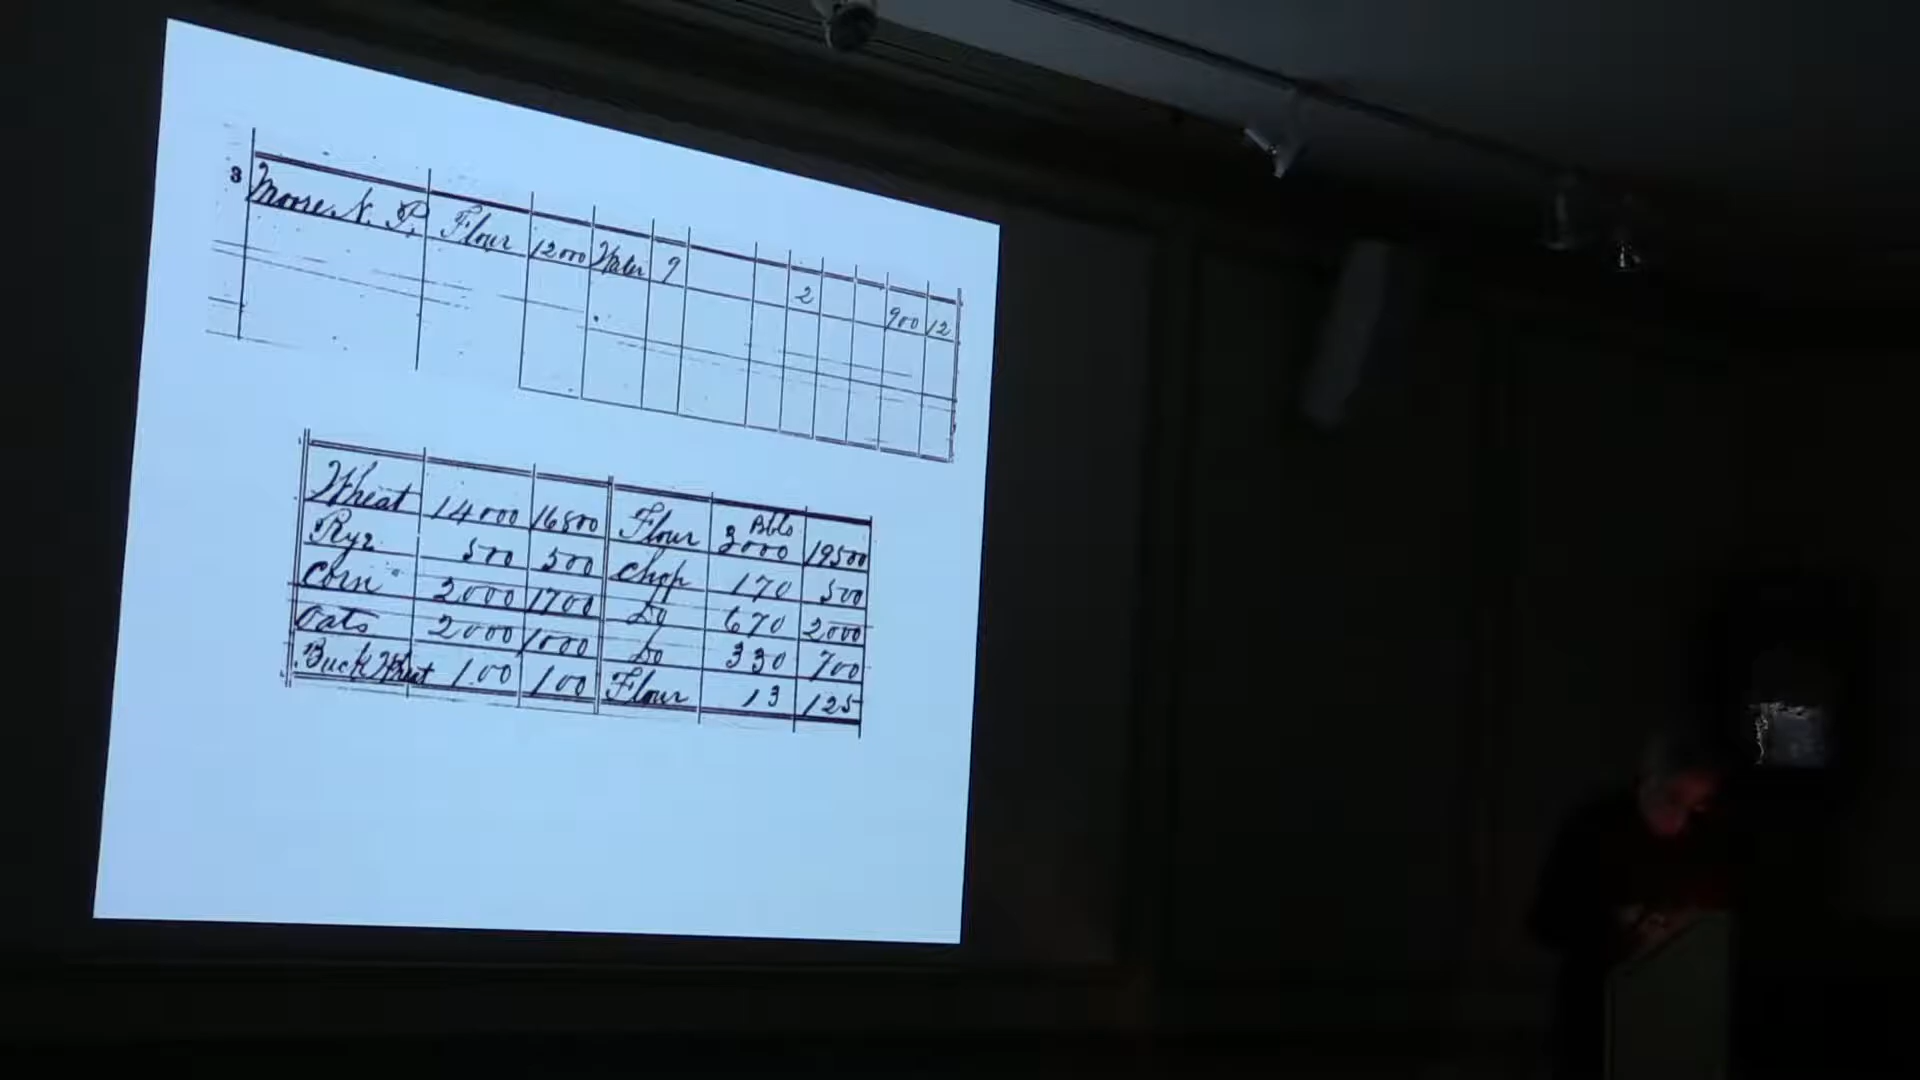 3 Moore N. P. Flour 12000 Water 9 2 900 12
Wheat 14000 16800 Flour Bbls 3000 19500
Rye 500 500 Chop 170 500
Corn 2000 1700 Do 670 2000
Oats 2000 1000 Do 330 700
Buck Wheat 100 100 Flour 13 125